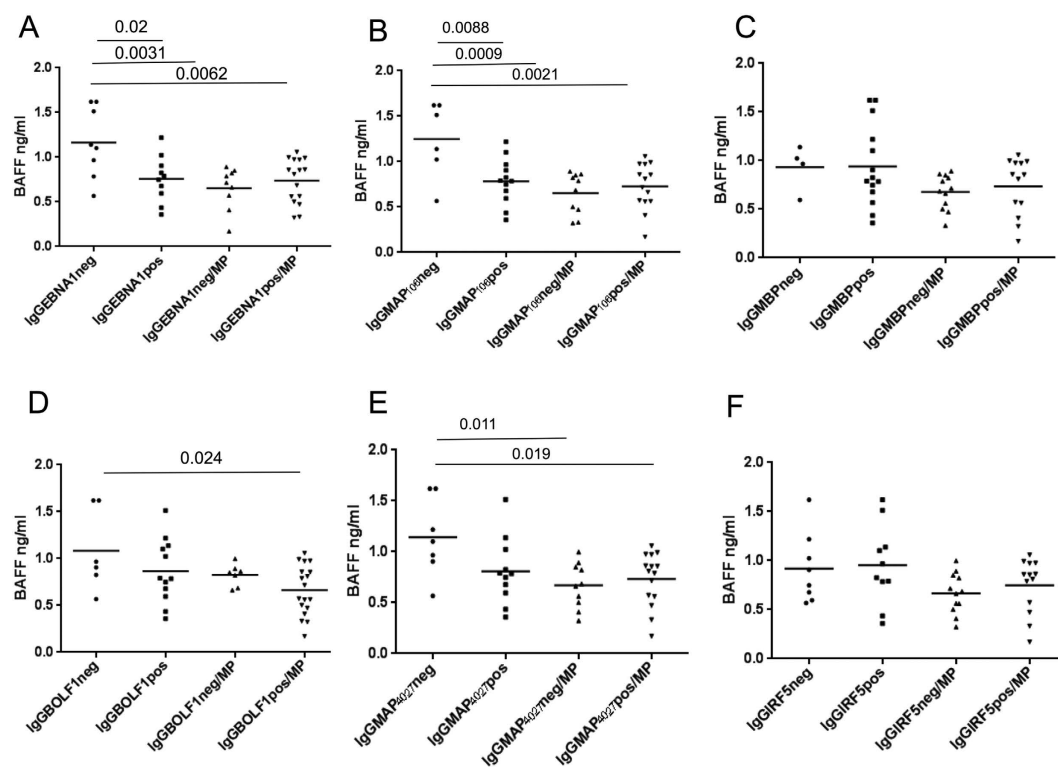 A
0.02
0.0031
0.0062
BAFF ng/ml
2.0
1.5
1.0
0.5
0.0
IgGEBNA1neg
IgGEBNA1pos
IgGEBNA1neg/MP
IgGEBNA1pos/MP
B
0.0088
0.0009
0.0021
BAFF ng/ml
2.0
1.5
1.0
0.5
0.0
IgGMAP106neg
IgGMAP106pos
IgGMAP106neg/MP
IgGMAP106pos/MP
C
BAFF ng/ml
2.0
1.5
1.0
0.5
0.0
IgGMBPneg
IgGMBPpos
IgGMBPneg/MP
IgGMBPpos/MP
D
0.024
BAFF ng/ml
2.0
1.5
1.0
0.5
0.0
IgGBOLF1neg
IgGBOLF1pos
IgGBOLF1neg/MP
IgGBOLF1pos/MP
E
0.011
0.019
BAFF ng/ml
2.0
1.5
1.0
0.5
0.0
IgGMAP4027neg
IgGMAP4027pos
IgGMAP4027neg/MP
IgGMAP4027pos/MP
F
BAFF ng/ml
2.0
1.5
1.0
0.5
0.0
IgGIRF5neg
IgGIRF5pos
IgGIRF5neg/MP
IgGIRF5pos/MP